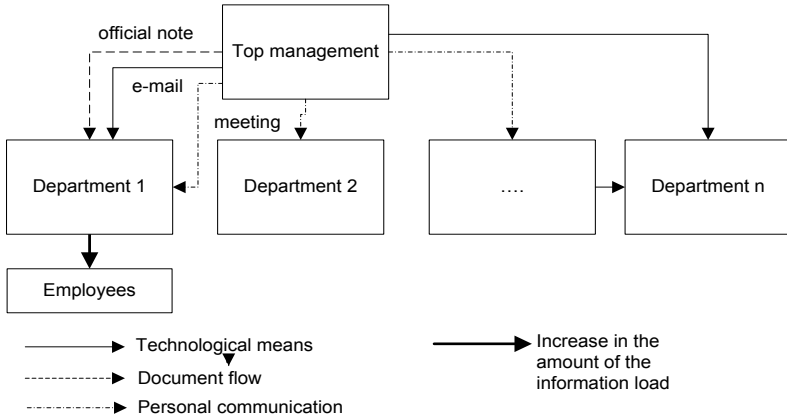 official note
Top management
e-mail
meeting
Department 1
Department 2
....
Department n
Employees
Technological means
Document flow
Personal communication
Increase in the
amount of the
information load